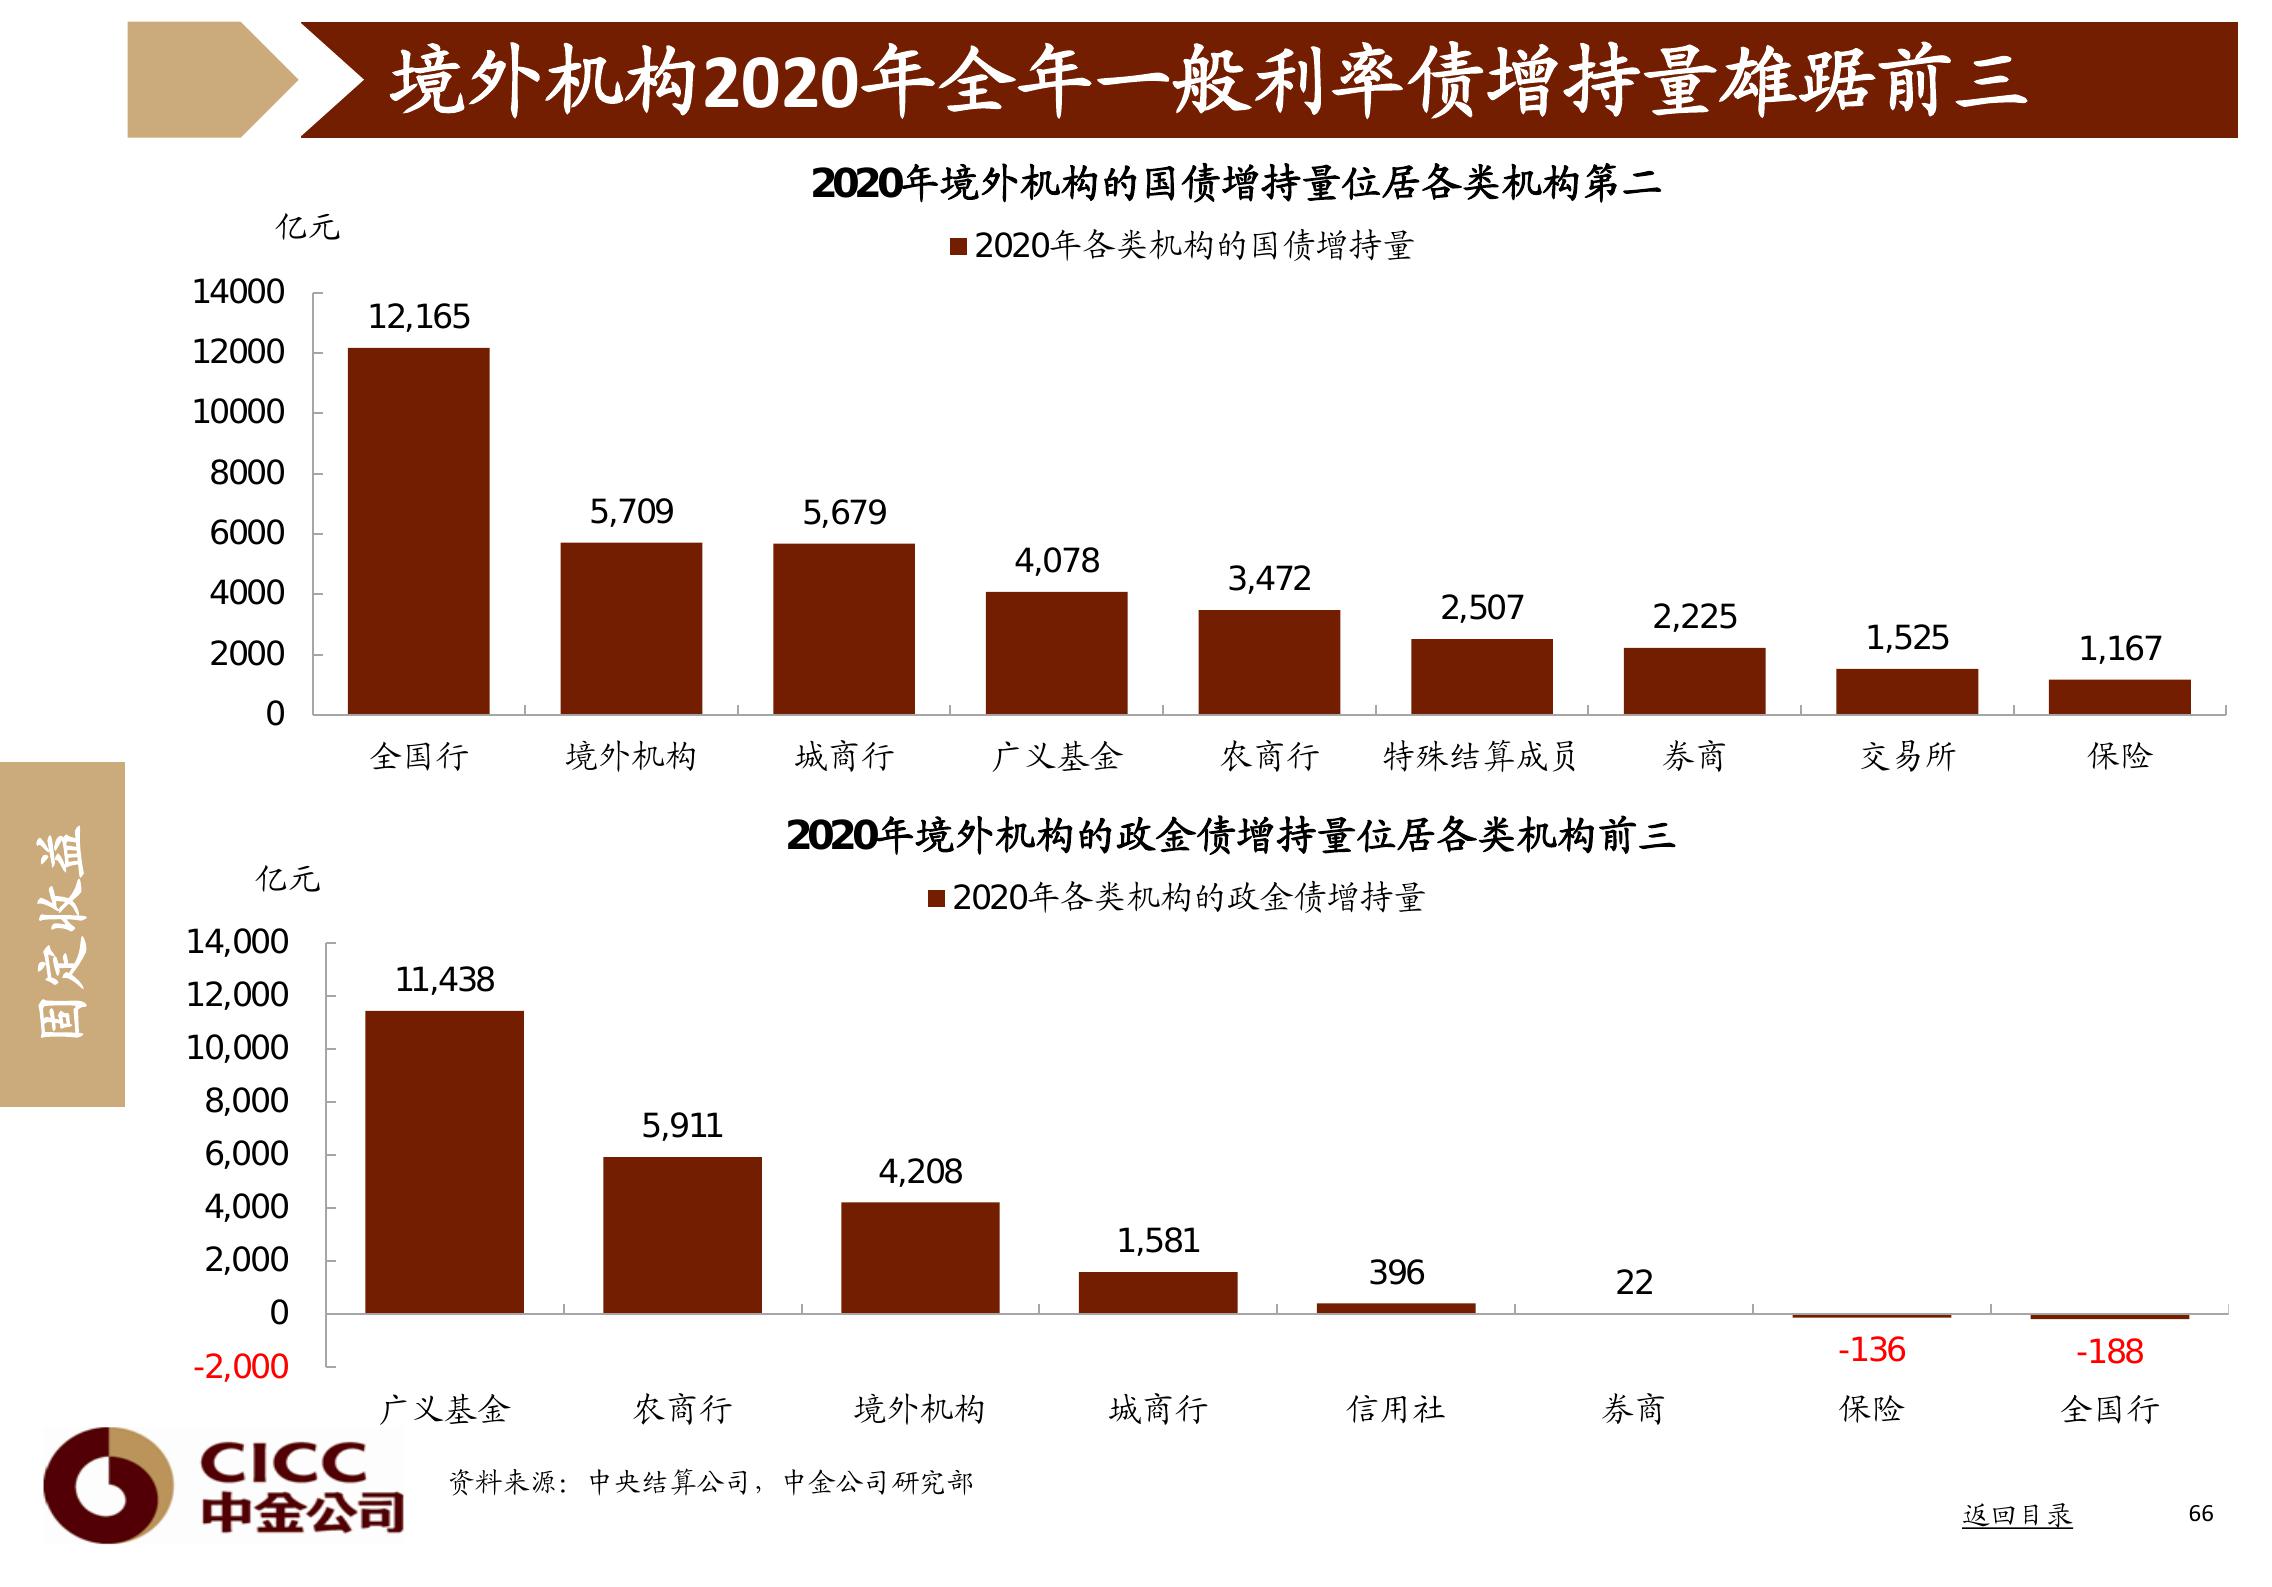 境外机构2020年全年一般利率债增持量雄踞前三
2020年境外机构的国债增持量位居各类机构第二
亿元
2020年各类机构的国债增持量
14000
12000
10000
8000
6000
4000
2000
0
12,165
5,709
5,679
4,078
3,472
2,507
2,225
1,525
1,167
全国行 境外机构 城商行 广义基金 农商行 特殊结算成员 券商 交易所 保险
固定收益
2020年境外机构的政金债增持量位居各类机构前三
亿元
2020年各类机构的政金债增持量
14,000
12,000
10,000
8,000
6,000
4,000
2,000
0
-2,000
11,438
5,911
4,208
1,581
396
22
-136
-188
广义基金 农商行 境外机构 城商行 信用社 券商 保险 全国行
CICC
中金公司
资料来源：中央结算公司，中金公司研究部
返回目录
66